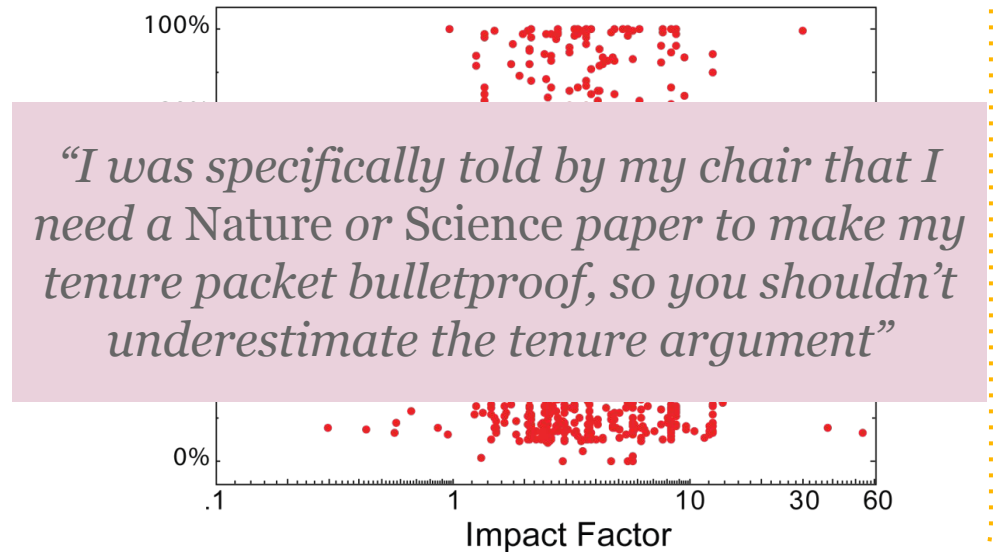 100%
“I was specifically told by my chair that I
need a Nature or Science paper to make my
tenure packet bulletproof, so you shouldn’t
underestimate the tenure argument”
0%
.1 1 10 30 60
Impact Factor